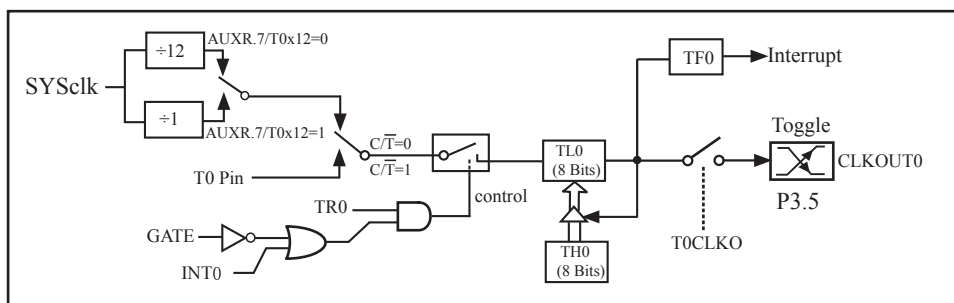 ÷12
AUXR.7/T0x12=0
SYSclk
÷1
AUXR.7/T0x12=1
T0 Pin
C/T̅=0
C/T̅=1
control
TR0
GATE
INT0
TL0
(8 Bits)
TH0
(8 Bits)
TF0
Interrupt
Toggle
CLKOUT0
P3.5
T0CLKO